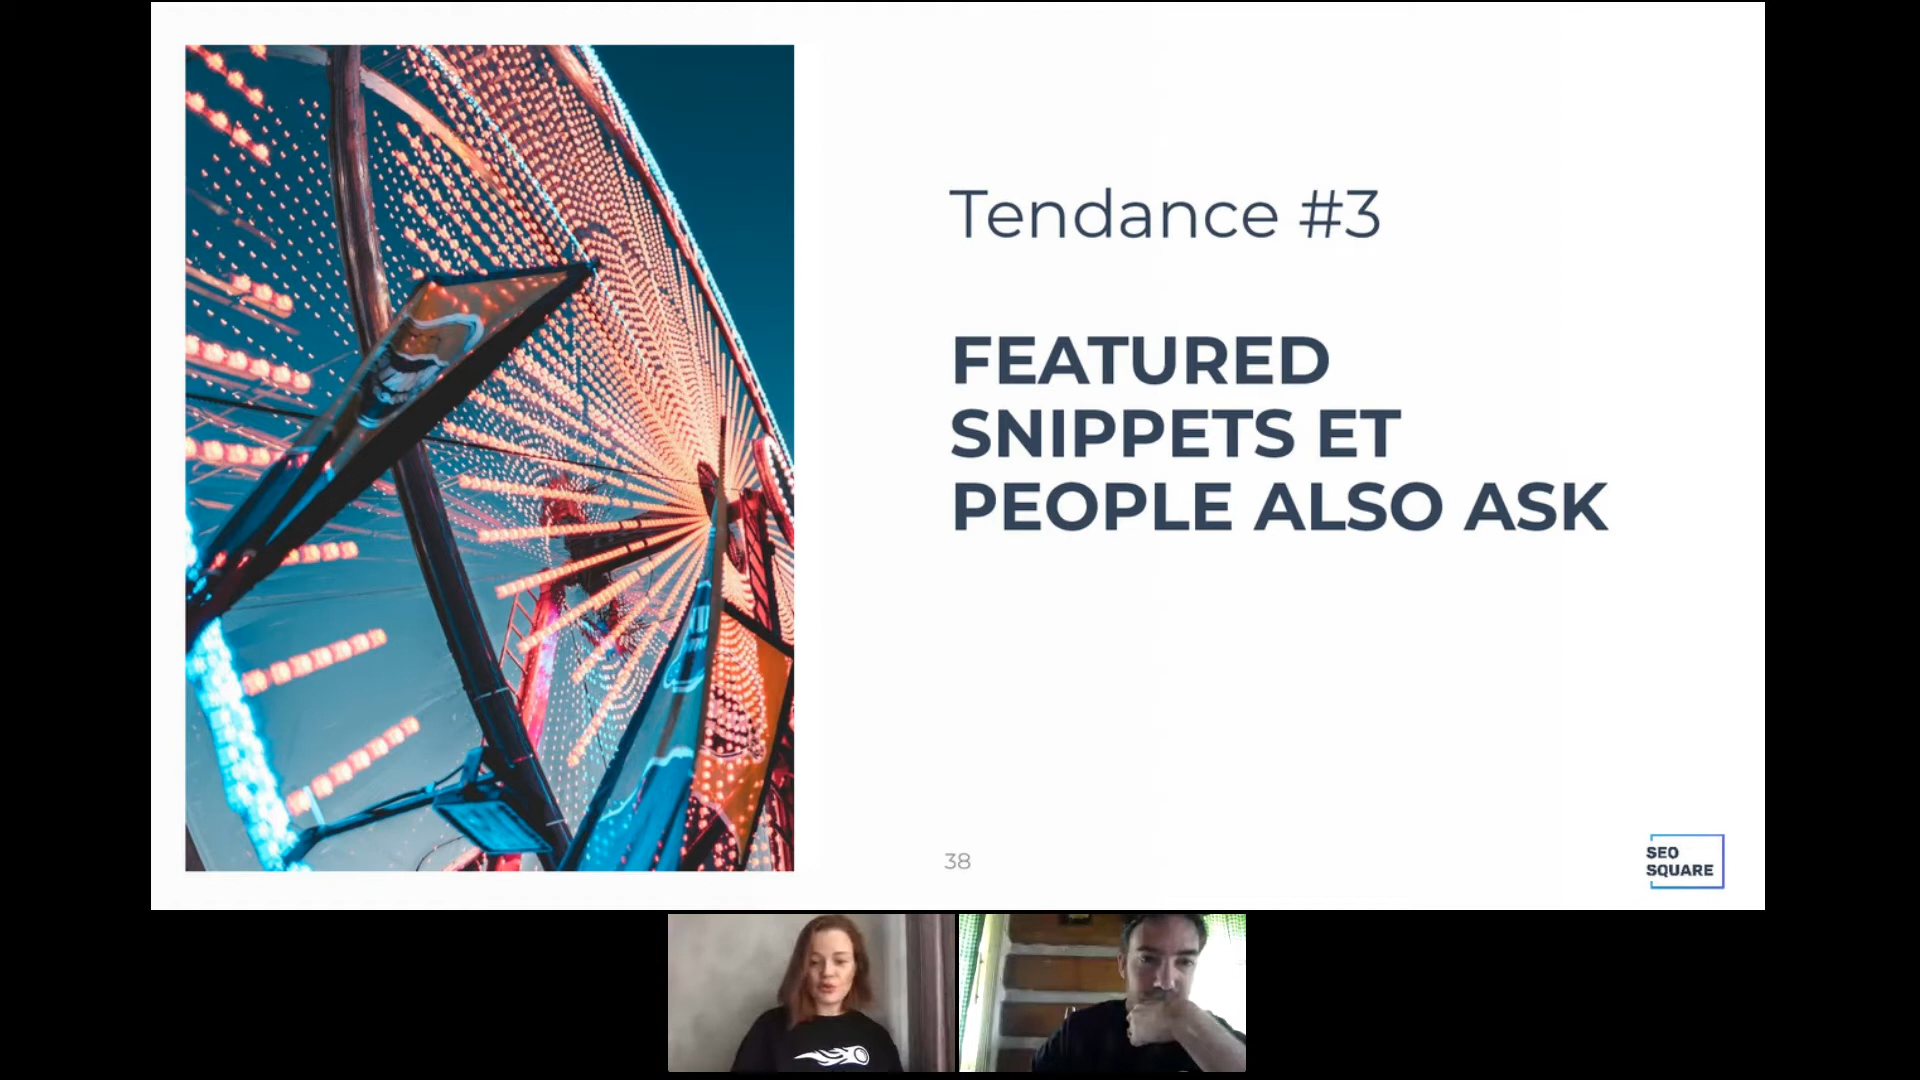 Tendance #3
FEATURED
SNIPPETS ET
PEOPLE ALSO ASK
38
SEO
SQUARE